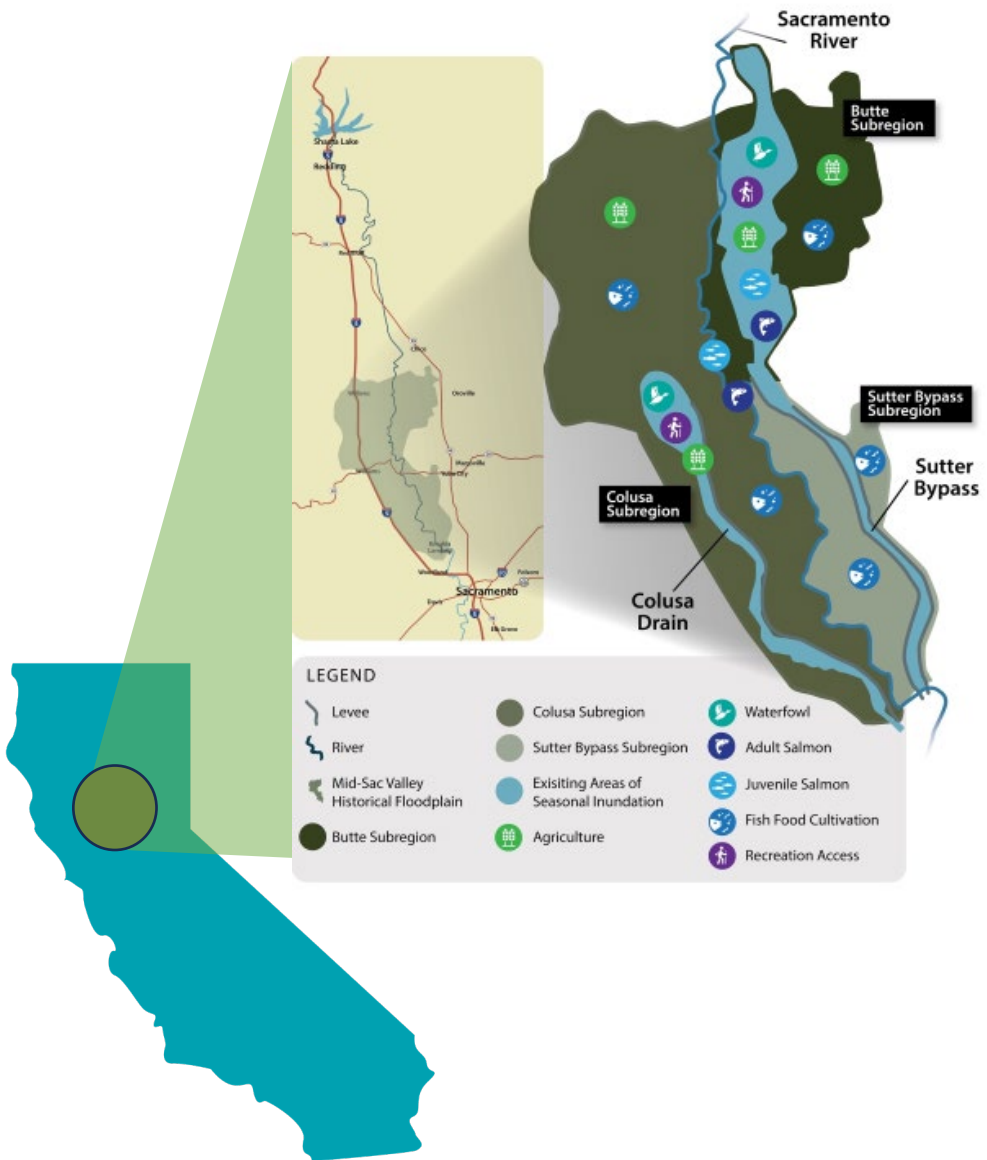 Sacramento
River
Butte
Subregion
Shasta Lake
Redding
Chico
Oroville
Sutter Bypass
Subregion
Marysville
Yuba City
Sutter
Bypass
Colusa
Subregion
Colusa
Drain
Woodland
Folsom
Davis
Sacramento
Elk Grove
LEGEND
Levee
River
Mid-Sac Valley
Historical Floodplain
Butte Subregion
Colusa Subregion
Sutter Bypass Subregion
Exisiting Areas of
Seasonal Inundation
Agriculture
Waterfowl
Adult Salmon
Juvenile Salmon
Fish Food Cultivation
Recreation Access